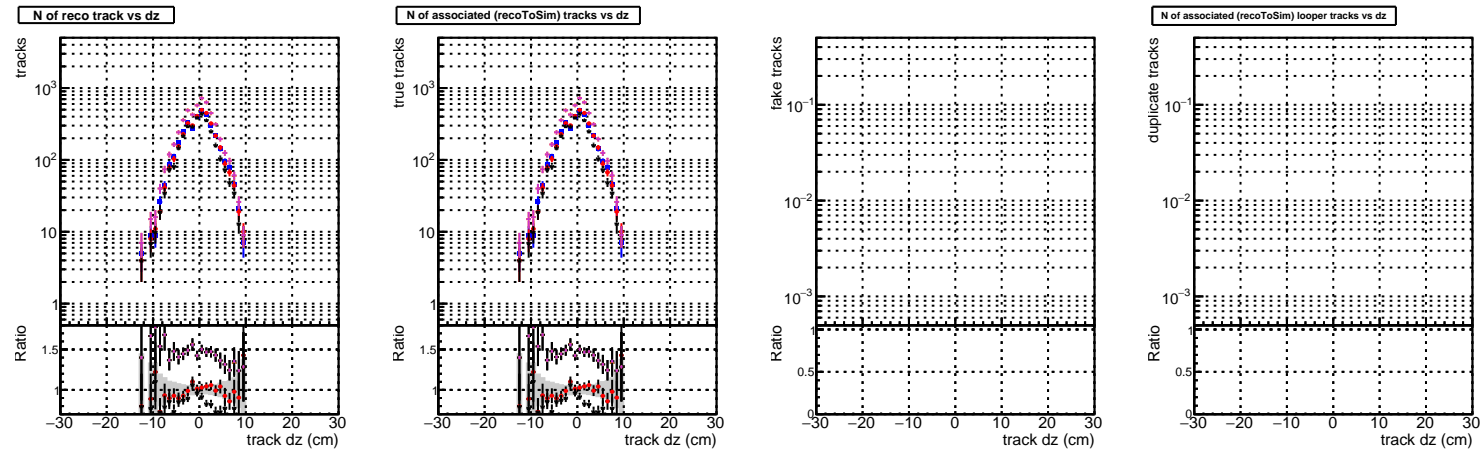 N of reco track vs dz
tracks
10³
10²
10
1
Ratio
1.5
1
−30 −20 −10 0 10 20 30
track dz (cm)
N of associated (recoToSim) tracks vs dz
true tracks
10³
10²
10
1
Ratio
1.5
1
−30 −20 −10 0 10 20 30
track dz (cm)
fake tracks
10⁻¹
10⁻²
10⁻³
Ratio
1
0.5
0
−30 −20 −10 0 10 20 30
track dz (cm)
N of associated (recoToSim) looper tracks vs dz
duplicate tracks
10⁻¹
10⁻²
10⁻³
Ratio
1
0.5
0
−30 −20 −10 0 10 20 30
track dz (cm)